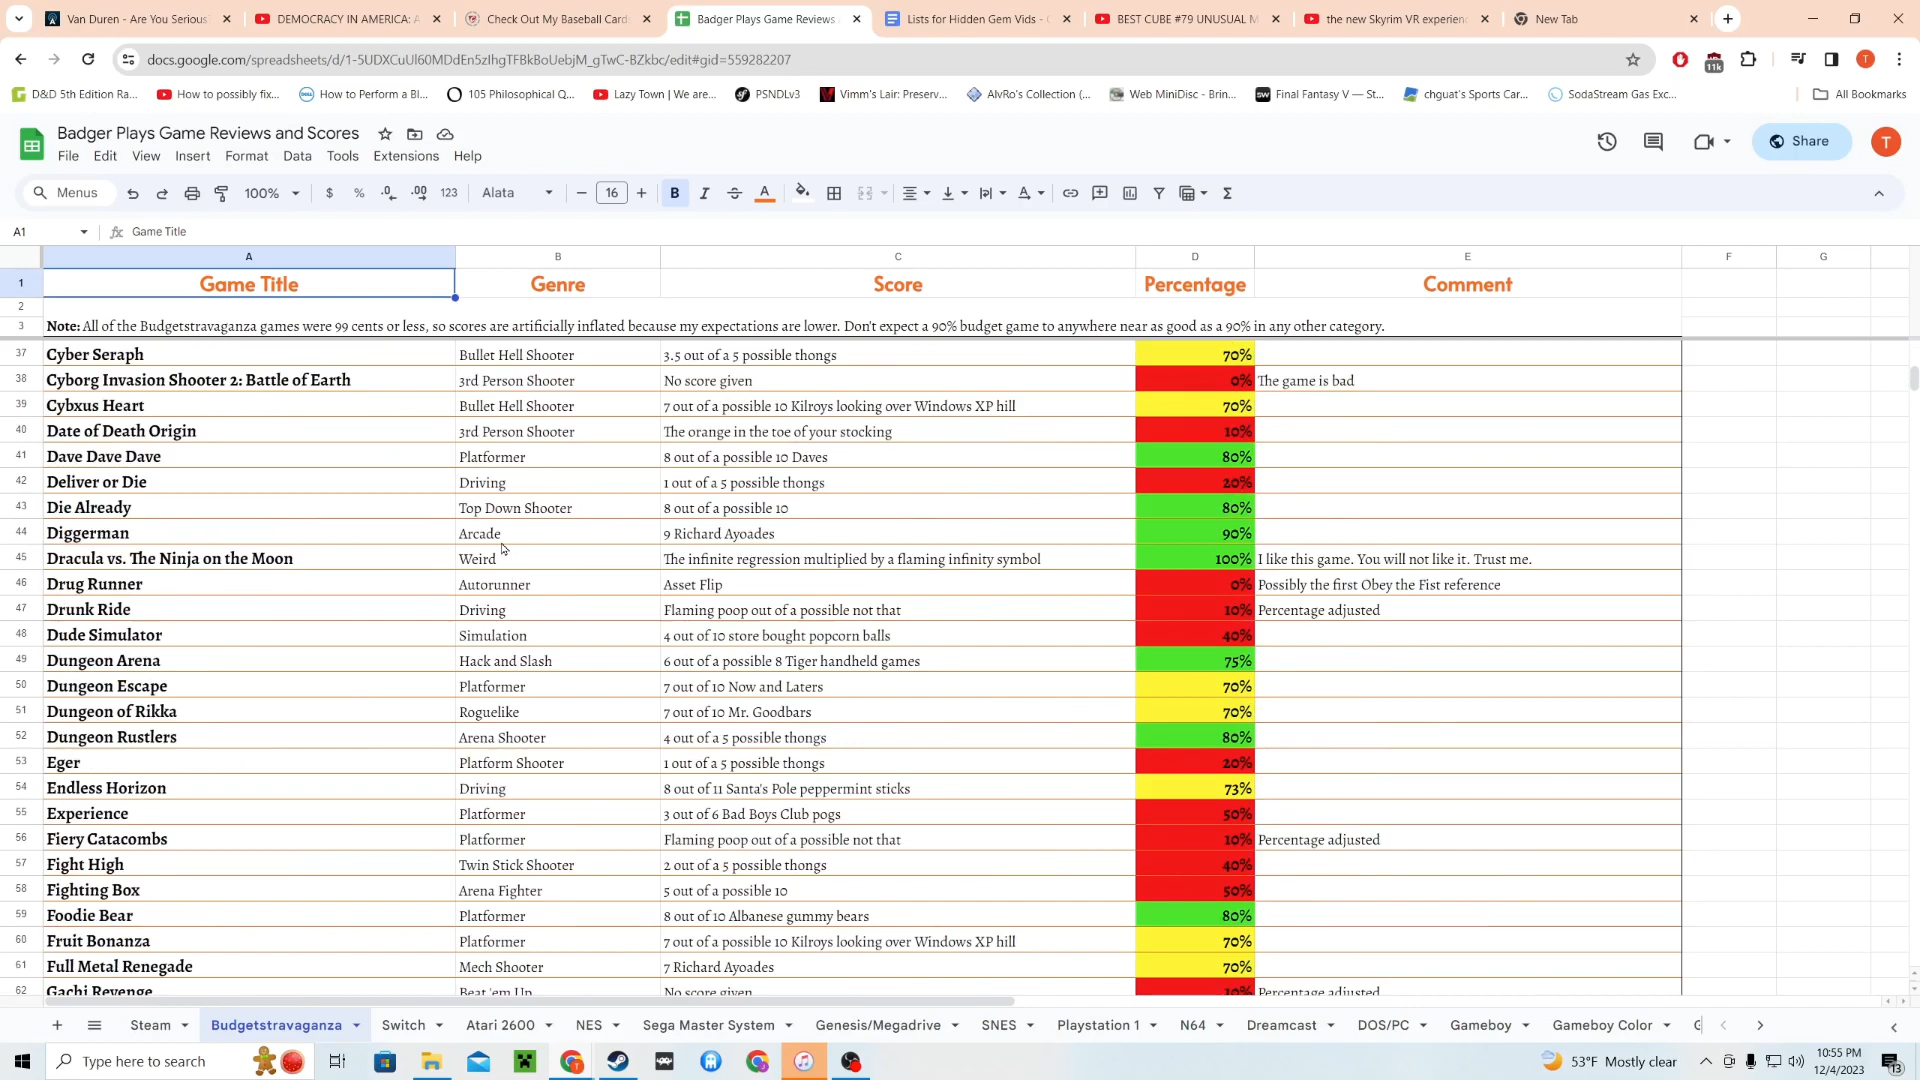 Van Duren - Are You Serious?
DEMOCRACY IN AMERICA: A
Check Out My Baseball Cards
Badger Plays Game Reviews
Lists for Hidden Gem Vids - G
BEST CUBE #79 UNUSUAL M
the new Skyrim VR experienc
New Tab
docs.google.com/spreadsheets/d/1-5UDXCuUl60MDdEn5zIhgTFBkBoUebjM_gTwC-BZkbc/edit#gid=559282207
11k
T
D&D 5th Edition Ra...
How to possibly fix...
How to Perform a Bl...
105 Philosophical Q...
Lazy Town | We are...
PSNDLv3
Vimm's Lair: Preserv...
AlvRo's Collection (...
Web MiniDisc - Brin...
Final Fantasy V — St...
chguat's Sports Car...
SodaStream Gas Exc...
All Bookmarks
Badger Plays Game Reviews and Scores
File Edit View Insert Format Data Tools Extensions Help
Share
T
Menus 100% $ % .0 .00 123 Alata 16 B I S A
A1 fx Game Title
A B C D E F G
1 Game Title Genre Score Percentage Comment
2
3 Note: All of the Budgetstravaganza games were 99 cents or less, so scores are artificially inflated because my expectations are lower. Don't expect a 90% budget game to anywhere near as good as a 90% in any other category.
37 Cyber Seraph Bullet Hell Shooter 3.5 out of a 5 possible thongs 70%
38 Cyborg Invasion Shooter 2: Battle of Earth 3rd Person Shooter No score given 0% The game is bad
39 Cybxus Heart Bullet Hell Shooter 7 out of a possible 10 Kilroys looking over Windows XP hill 70%
40 Date of Death Origin 3rd Person Shooter The orange in the toe of your stocking 10%
41 Dave Dave Dave Platformer 8 out of a possible 10 Daves 80%
42 Deliver or Die Driving 1 out of a 5 possible thongs 20%
43 Die Already Top Down Shooter 8 out of a possible 10 80%
44 Diggerman Arcade 9 Richard Ayoades 90%
45 Dracula vs. The Ninja on the Moon Weird The infinite regression multiplied by a flaming infinity symbol 100% I like this game. You will not like it. Trust me.
46 Drug Runner Autorunner Asset Flip 0% Possibly the first Obey the Fist reference
47 Drunk Ride Driving Flaming poop out of a possible not that 10% Percentage adjusted
48 Dude Simulator Simulation 4 out of 10 store bought popcorn balls 40%
49 Dungeon Arena Hack and Slash 6 out of a possible 8 Tiger handheld games 75%
50 Dungeon Escape Platformer 7 out of 10 Now and Laters 70%
51 Dungeon of Rikka Roguelike 7 out of 10 Mr. Goodbars 70%
52 Dungeon Rustlers Arena Shooter 4 out of a 5 possible thongs 80%
53 Eger Platform Shooter 1 out of a 5 possible thongs 20%
54 Endless Horizon Driving 8 out of 11 Santa's Pole peppermint sticks 73%
55 Experience Platformer 3 out of 6 Bad Boys Club pogs 50%
56 Fiery Catacombs Platformer Flaming poop out of a possible not that 10% Percentage adjusted
57 Fight High Twin Stick Shooter 2 out of a 5 possible thongs 40%
58 Fighting Box Arena Fighter 5 out of a possible 10 50%
59 Foodie Bear Platformer 8 out of 10 Albanese gummy bears 80%
60 Fruit Bonanza Platformer 7 out of a possible 10 Kilroys looking over Windows XP hill 70%
61 Full Metal Renegade Mech Shooter 7 Richard Ayoades 70%
62 Gachi Revenge Beat 'em Up No score given 10% Percentage adjusted
Steam Budgetstravaganza Switch Atari 2600 NES Sega Master System Genesis/Megadrive SNES Playstation 1 N64 Dreamcast DOS/PC Gameboy Gameboy Color
Type here to search
53°F Mostly clear
10:55 PM
12/4/2023
13